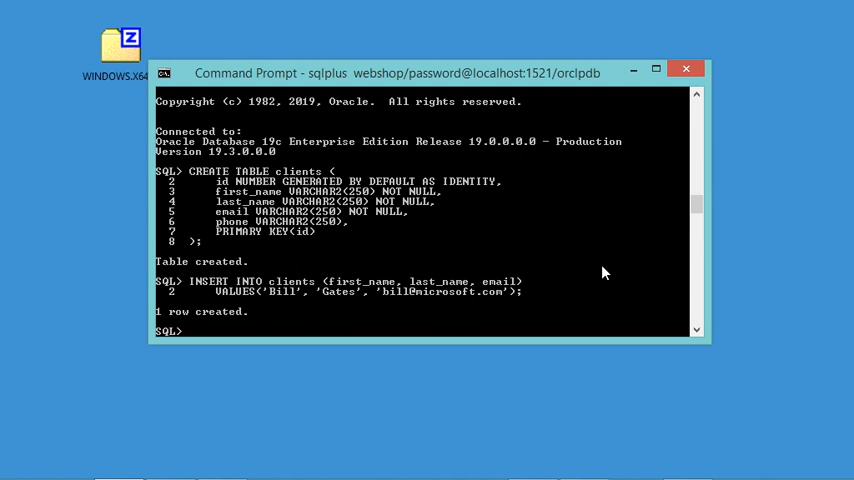 Z
WINDOWS.X64
Command Prompt - sqlplus  webshop/password@localhost:1521/orclpdb
Copyright (c) 1982, 2019, Oracle.  All rights reserved.
Connected to:
Oracle Database 19c Enterprise Edition Release 19.0.0.0.0 - Production
Version 19.3.0.0.0
SQL> CREATE TABLE clients (
  2      id NUMBER GENERATED BY DEFAULT AS IDENTITY,
  3      first_name VARCHAR2(250) NOT NULL,
  4      last_name VARCHAR2(250) NOT NULL,
  5      email VARCHAR2(250) NOT NULL,
  6      phone VARCHAR2(250),
  7      PRIMARY KEY(id)
  8  );
Table created.
SQL> INSERT INTO clients (first_name, last_name, email)
  2      VALUES('Bill', 'Gates', 'bill@microsoft.com');
1 row created.
SQL>